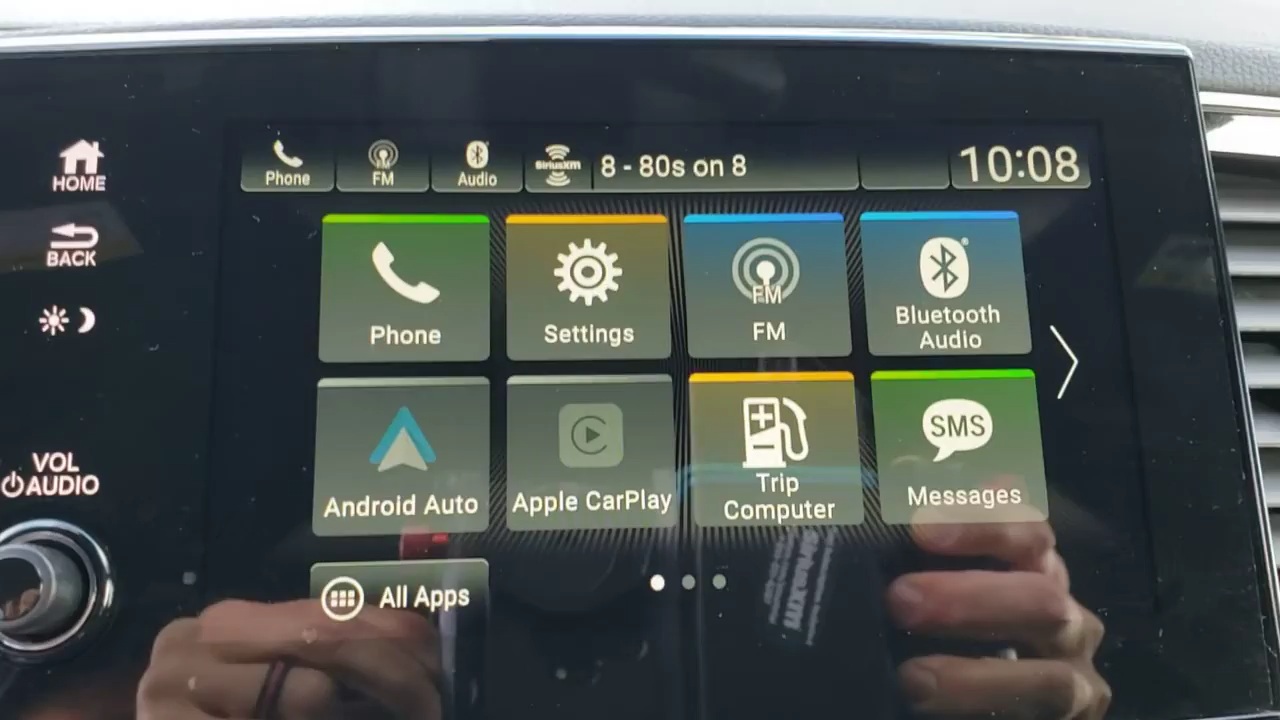 HOME
BACK
VOL
AUDIO
Phone
FM
Audio
SiriusXM
8 - 80s on 8
10:08
Phone
Settings
FM
FM
Bluetooth
Audio
Android Auto
Apple CarPlay
Trip
Computer
SMS
Messages
All Apps